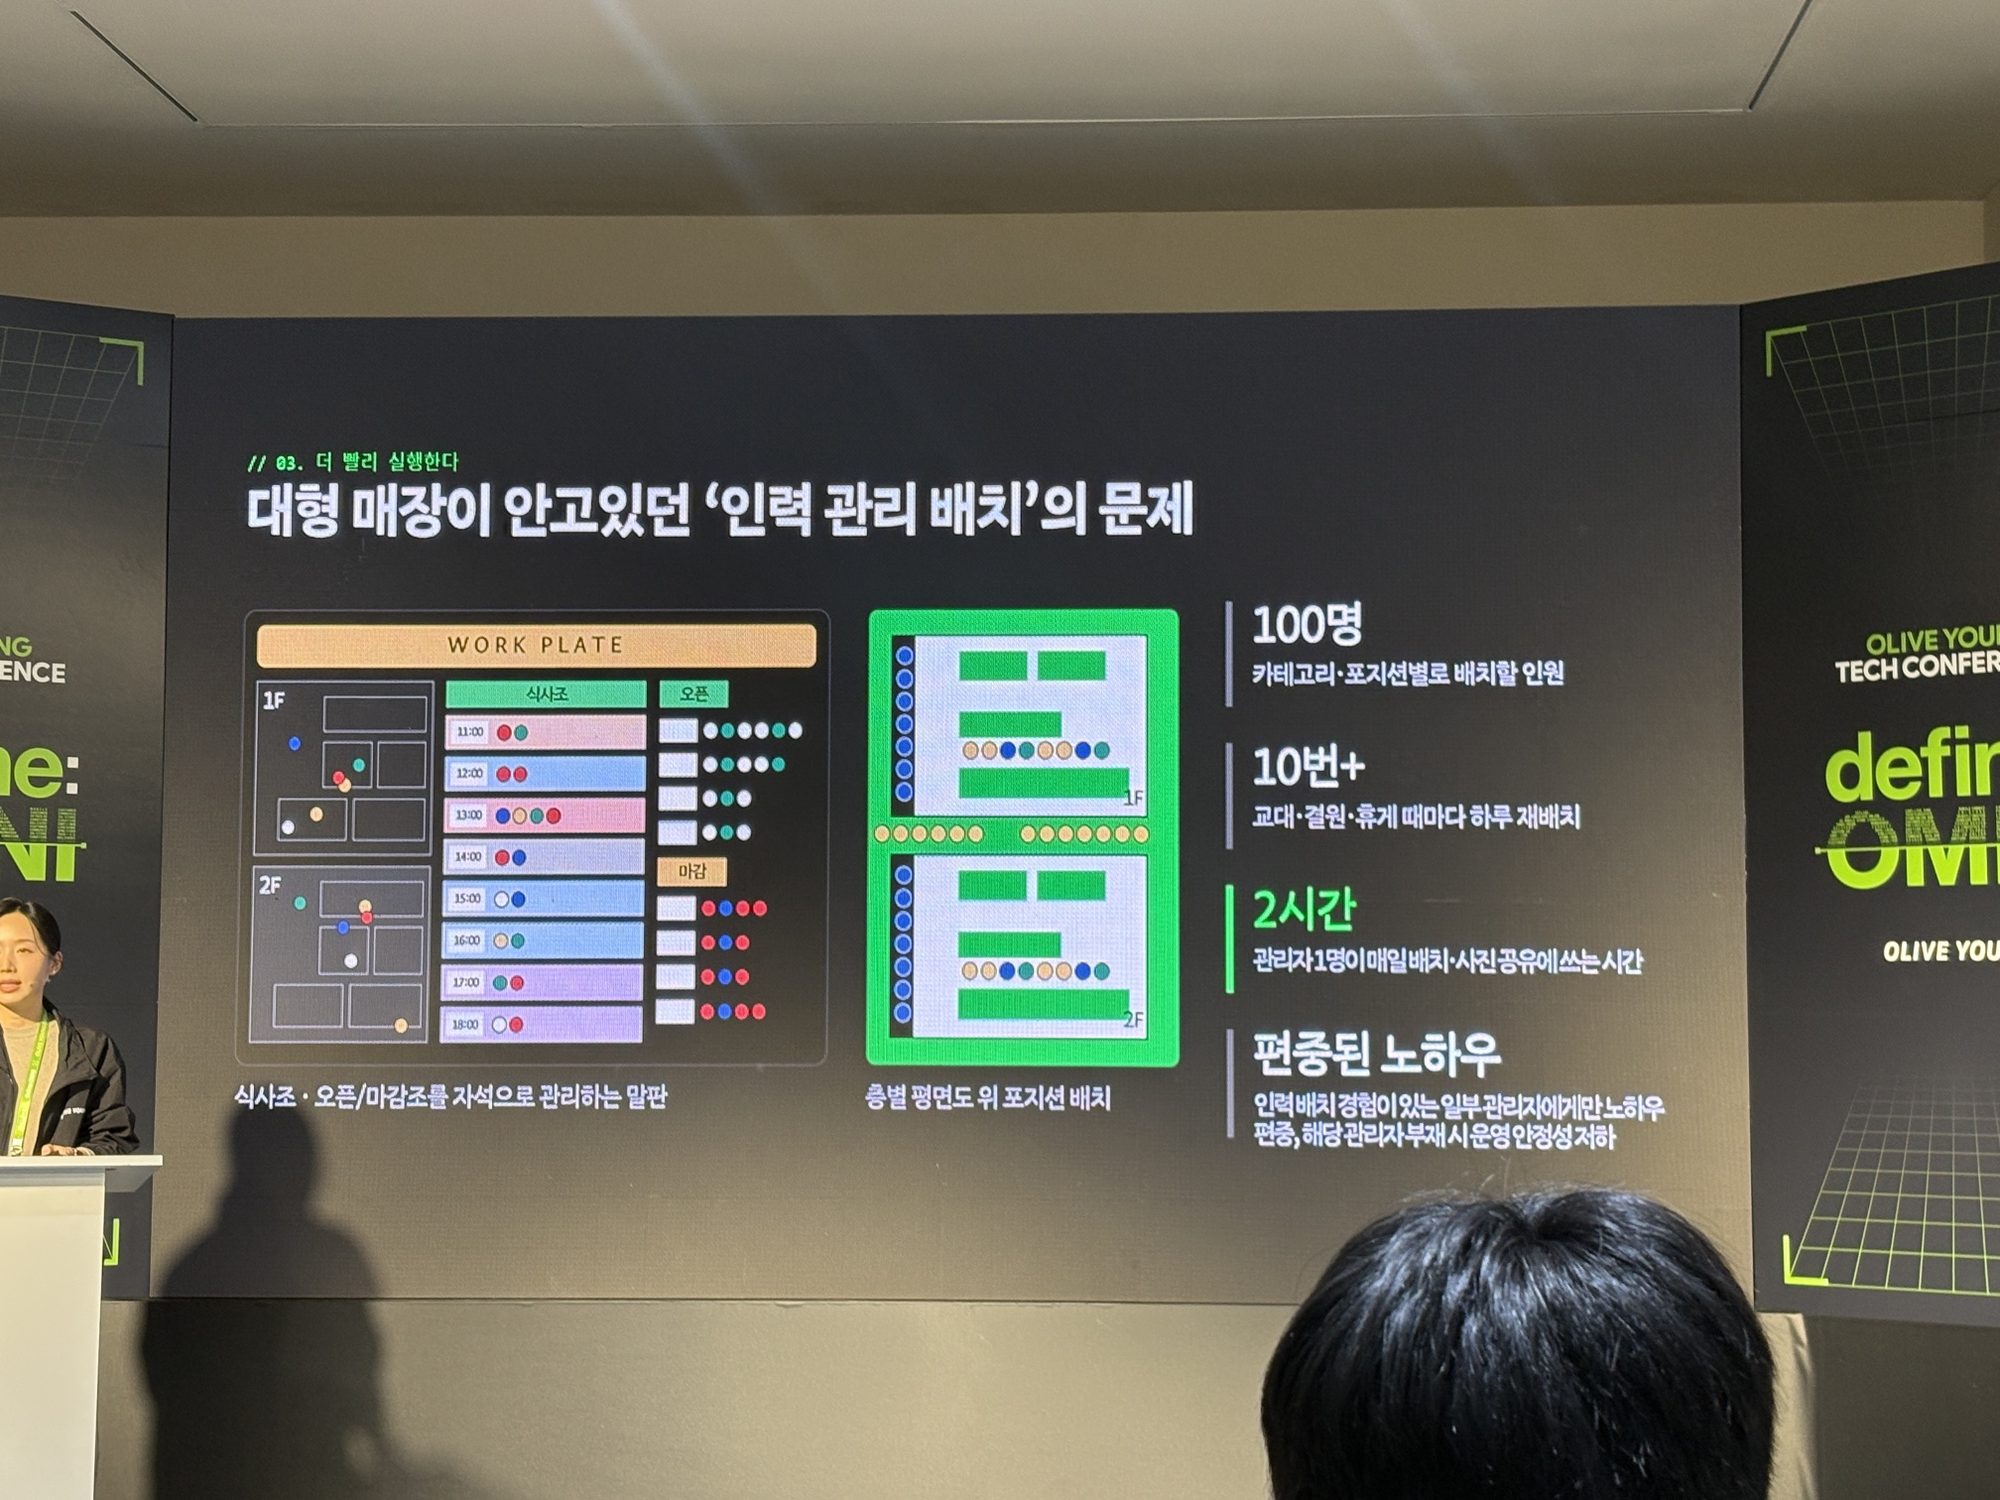 // 03. 더 빨리 실행한다
대형 매장이 안고있던 ‘인력 관리 배치’의 문제
WORK PLATE
1F
2F
식사조
11:00
12:00
13:00
14:00
15:00
16:00
17:00
18:00
오픈
마감
식사조 · 오픈/마감조를 자석으로 관리하는 말판
1F
2F
층별 평면도 위 포지션 배치
100명
카테고리·포지션별로 배치할 인원
10번+
교대·결원·휴게 때마다 하루 재배치
2시간
관리자 1명이 매일 배치·사진 공유에 쓰는 시간
편중된 노하우
인력 배치 경험이 있는 일부 관리자에게만 노하우
편중, 해당 관리자 부재 시 운영 안정성 저하
NG
ENCE
ne:
NI
OLIVE YOU
TECH CONFER
defin
OM
OLIVE YOU